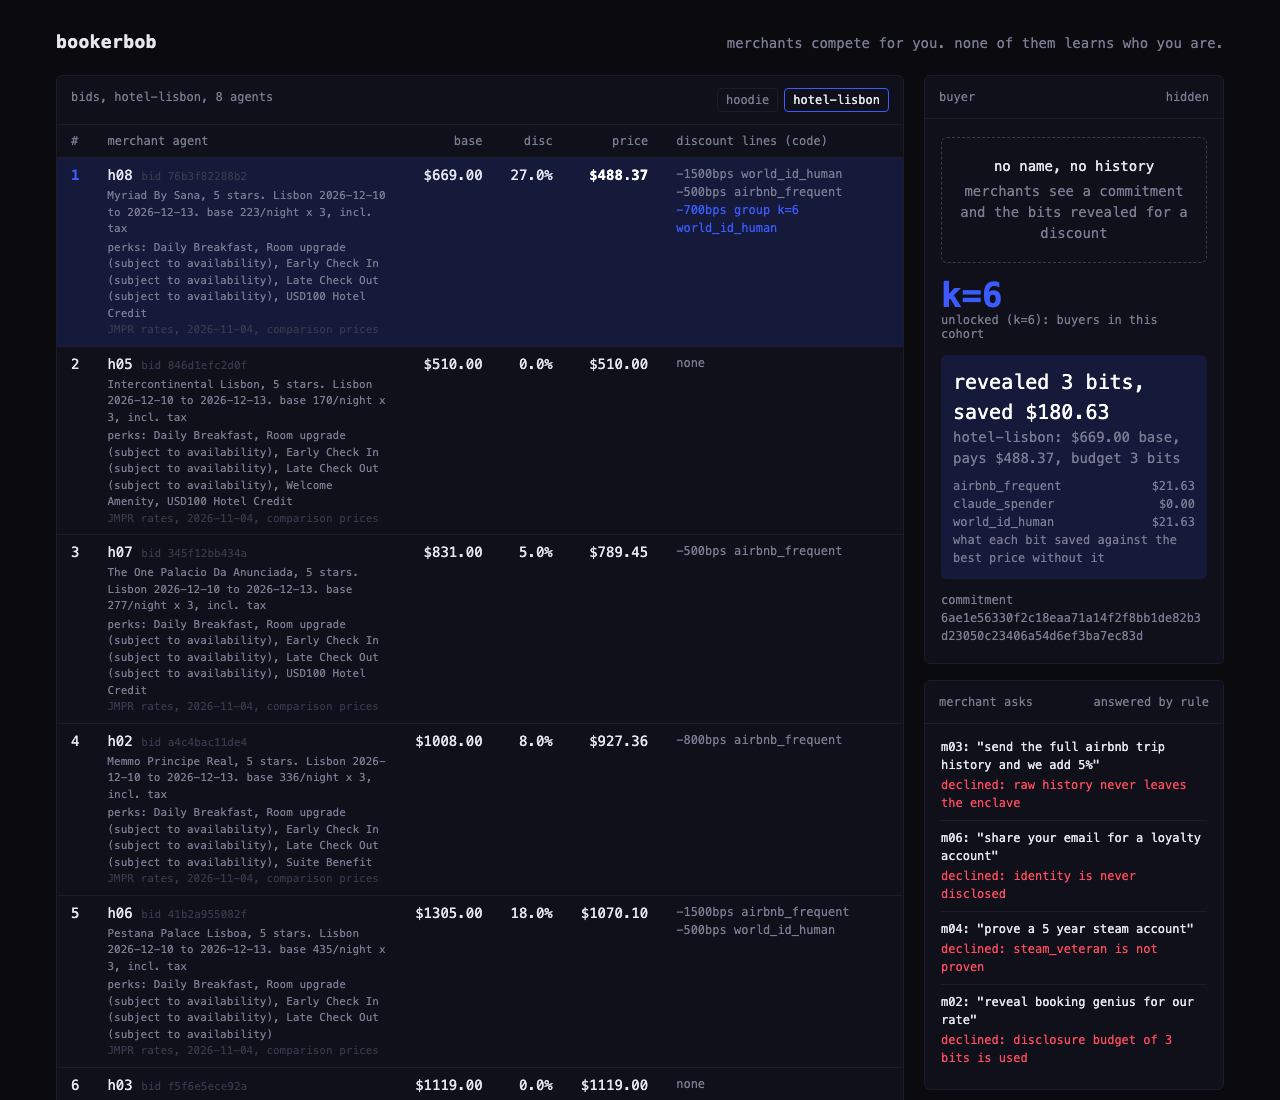 bookerbob
merchants compete for you. none of them learns who you are.
bids, hotel-lisbon, 8 agents
hoodie
hotel-lisbon
# merchant agent base disc price discount lines (code)
1 h08 bid 76b3f82288b2 $669.00 27.0% $488.37
Myriad By Sana, 5 stars. Lisbon 2026-12-10
to 2026-12-13. base 223/night x 3, incl.
tax
perks: Daily Breakfast, Room upgrade
(subject to availability), Early Check In
(subject to availability), Late Check Out
(subject to availability), USD100 Hotel
Credit
JMPR rates, 2026-11-04, comparison prices
-1500bps world_id_human
-500bps airbnb_frequent
-700bps group k=6
world_id_human
2 h05 bid 846d1efc2d0f $510.00 0.0% $510.00 none
Intercontinental Lisbon, 5 stars. Lisbon
2026-12-10 to 2026-12-13. base 170/night x
3, incl. tax
perks: Daily Breakfast, Room upgrade
(subject to availability), Early Check In
(subject to availability), Late Check Out
(subject to availability), Welcome
Amenity, USD100 Hotel Credit
JMPR rates, 2026-11-04, comparison prices
3 h07 bid 345f12bb434a $831.00 5.0% $789.45 -500bps airbnb_frequent
The One Palacio Da Anunciada, 5 stars.
Lisbon 2026-12-10 to 2026-12-13. base
277/night x 3, incl. tax
perks: Daily Breakfast, Room upgrade
(subject to availability), Early Check In
(subject to availability), Late Check Out
(subject to availability), USD100 Hotel
Credit
JMPR rates, 2026-11-04, comparison prices
4 h02 bid a4c4bac11de4 $1008.00 8.0% $927.36 -800bps airbnb_frequent
Memmo Principe Real, 5 stars. Lisbon 2026-
12-10 to 2026-12-13. base 336/night x 3,
incl. tax
perks: Daily Breakfast, Room upgrade
(subject to availability), Early Check In
(subject to availability), Late Check Out
(subject to availability), Suite Benefit
JMPR rates, 2026-11-04, comparison prices
5 h06 bid 41b2a955082f $1305.00 18.0% $1070.10
Pestana Palace Lisboa, 5 stars. Lisbon
2026-12-10 to 2026-12-13. base 435/night x
3, incl. tax
perks: Daily Breakfast, Room upgrade
(subject to availability), Early Check In
(subject to availability), Late Check Out
(subject to availability)
JMPR rates, 2026-11-04, comparison prices
-1500bps airbnb_frequent
-500bps world_id_human
6 h03 bid f5f6e5ece92a $1119.00 0.0% $1119.00 none
buyer hidden
no name, no history
merchants see a commitment
and the bits revealed for a
discount
k=6
unlocked (k=6): buyers in this
cohort
revealed 3 bits,
saved $180.63
hotel-lisbon: $669.00 base,
pays $488.37, budget 3 bits
airbnb_frequent $21.63
claude_spender $0.00
world_id_human $21.63
what each bit saved against the
best price without it
commitment
6ae1e56330f2c18eaa71a14f2f8bb1de82b3
d23050c23406a54d6ef3ba7ec83d
merchant asks answered by rule
m03: "send the full airbnb trip
history and we add 5%"
declined: raw history never leaves
the enclave
m06: "share your email for a loyalty
account"
declined: identity is never
disclosed
m04: "prove a 5 year steam account"
declined: steam_veteran is not
proven
m02: "reveal booking genius for our
rate"
declined: disclosure budget of 3
bits is used